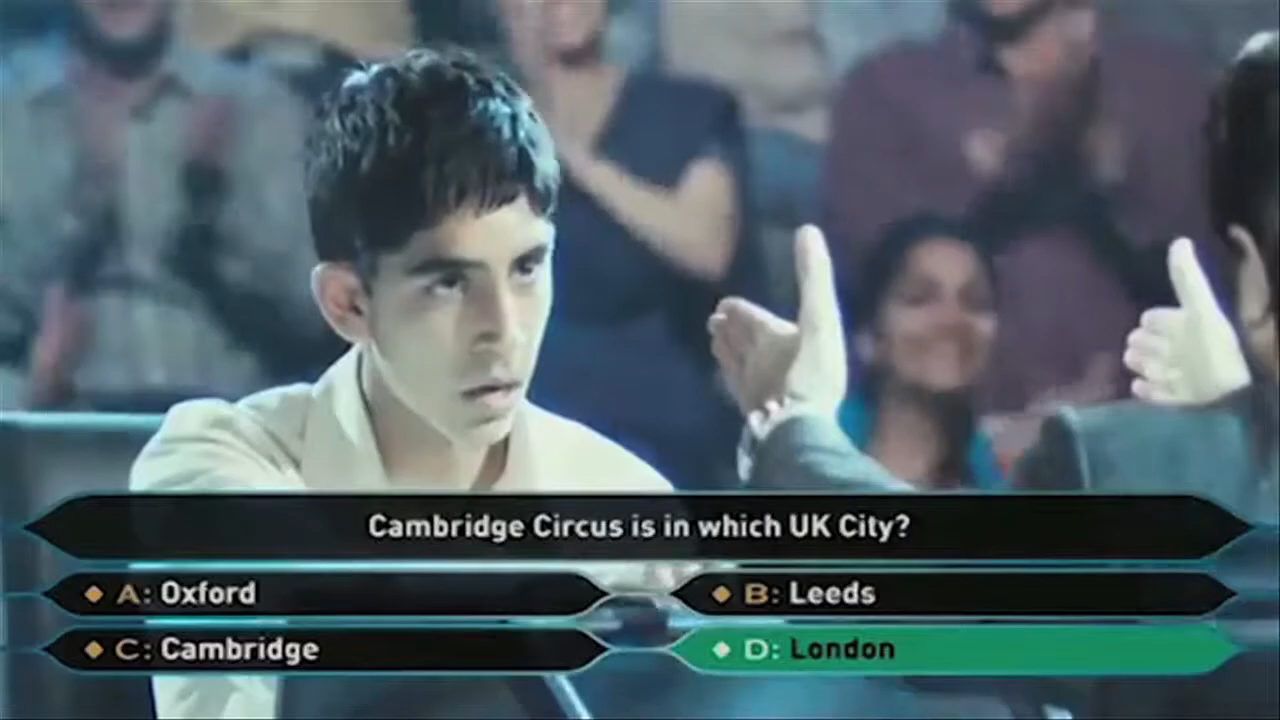 Cambridge Circus is in which UK City?
A: Oxford
B: Leeds
C: Cambridge
D: London